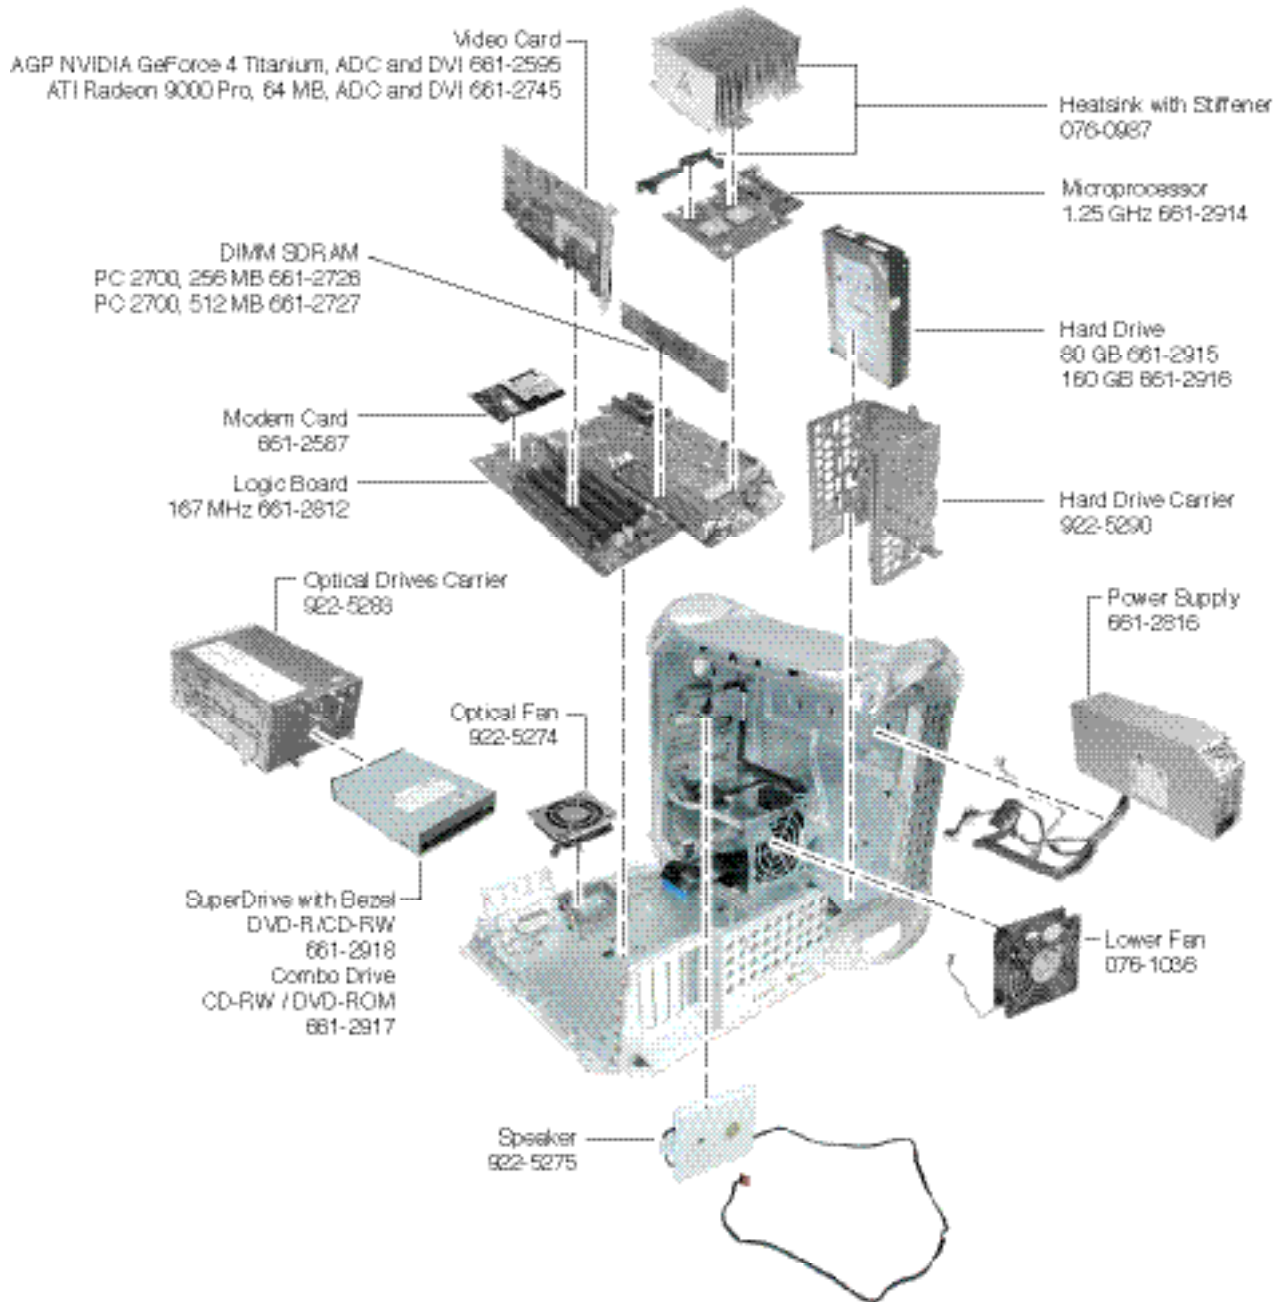 Video Card
AGP NVIDIA GeForce 4 Titanium, ADC and DVI 661-2595
ATI Radeon 9000 Pro, 64 MB, ADC and DVI 661-2745
Heatsink with Stiffener
076-0987
Microprocessor
1.25 GHz 661-2914
DIMM SDRAM
PC 2700, 256 MB 661-2726
PC 2700, 512 MB 661-2727
Hard Drive
80 GB 661-2915
160 GB 661-2916
Modem Card
661-2587
Logic Board
167 MHz 661-2812
Hard Drive Carrier
922-5290
Optical Drives Carrier
922-5283
Power Supply
661-2816
Optical Fan
922-5274
SuperDrive with Bezel
DVD-R/CD-RW
661-2918
Combo Drive
CD-RW / DVD-ROM
661-2917
Lower Fan
076-1036
Speaker
922-5275